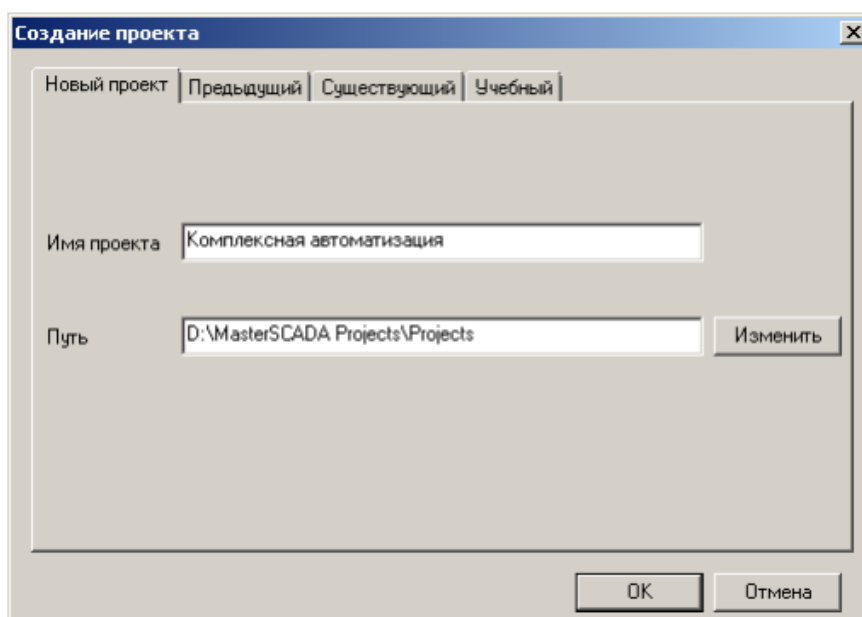 Создание проекта
Новый проект Предыдущий Существующий Учебный
Имя проекта Комплексная автоматизация
Путь D:\MasterSCADA Projects\Projects Изменить
OK Отмена